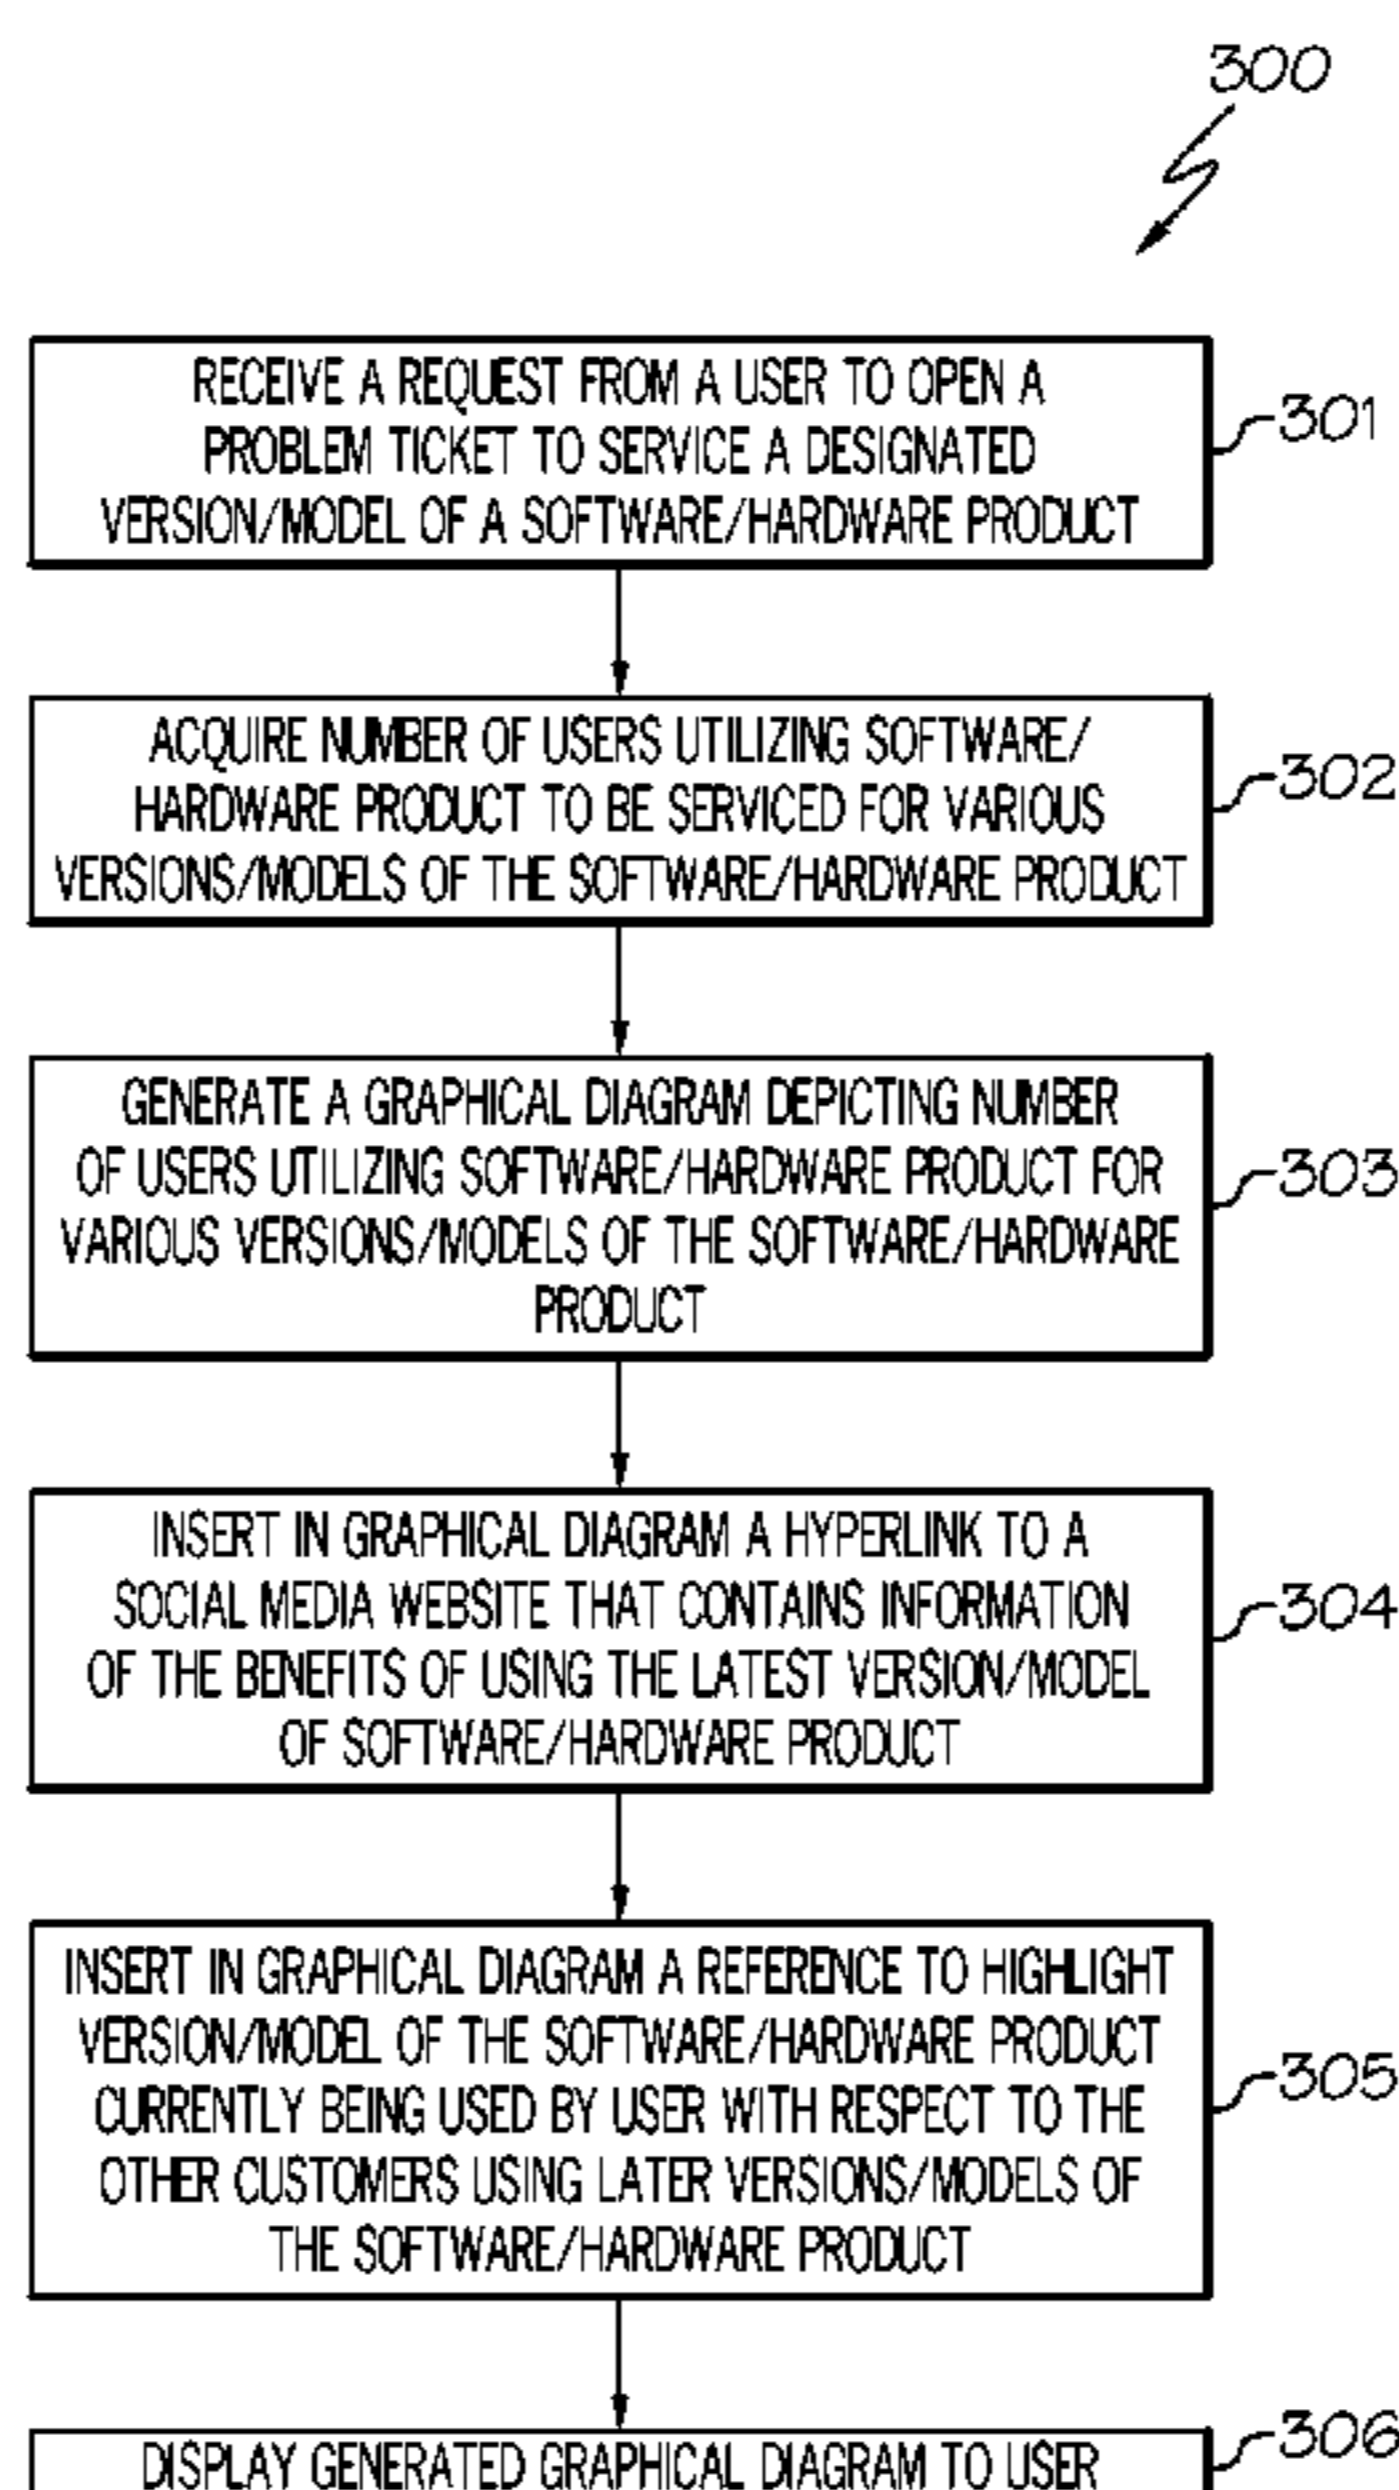 300
RECEIVE A REQUEST FROM A USER TO OPEN A
PROBLEM TICKET TO SERVICE A DESIGNATED
VERSION/MODEL OF A SOFTWARE/HARDWARE PRODUCT
301
ACQUIRE NUMBER OF USERS UTILIZING SOFTWARE/
HARDWARE PRODUCT TO BE SERVICED FOR VARIOUS
VERSIONS/MODELS OF THE SOFTWARE/HARDWARE PRODUCT
302
GENERATE A GRAPHICAL DIAGRAM DEPICTING NUMBER
OF USERS UTILIZING SOFTWARE/HARDWARE PRODUCT FOR
VARIOUS VERSIONS/MODELS OF THE SOFTWARE/HARDWARE
PRODUCT
303
INSERT IN GRAPHICAL DIAGRAM A HYPERLINK TO A
SOCIAL MEDIA WEBSITE THAT CONTAINS INFORMATION
OF THE BENEFITS OF USING THE LATEST VERSION/MODEL
OF SOFTWARE/HARDWARE PRODUCT
304
INSERT IN GRAPHICAL DIAGRAM A REFERENCE TO HIGHLIGHT
VERSION/MODEL OF THE SOFTWARE/HARDWARE PRODUCT
CURRENTLY BEING USED BY USER WITH RESPECT TO THE
OTHER CUSTOMERS USING LATER VERSIONS/MODELS OF
THE SOFTWARE/HARDWARE PRODUCT
305
DISPLAY GENERATED GRAPHICAL DIAGRAM TO USER
306